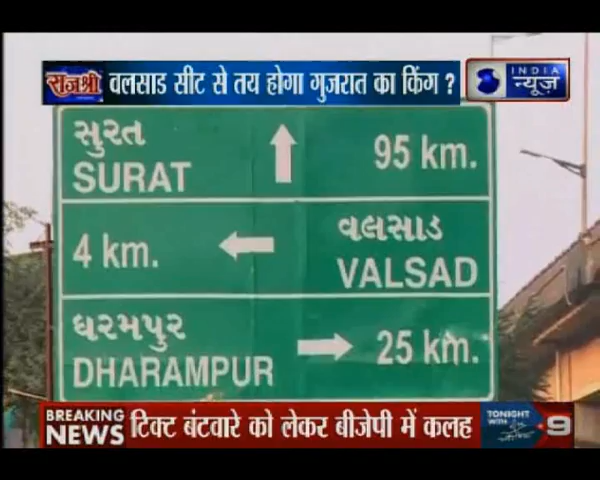 राजश्री
वलसाड सीट से तय होगा गुजरात का किंग ?
INDIA
न्यूज़
સુરત
SURAT
95 km.
4 km.
વલસાડ
VALSAD
ધરમપુર
DHARAMPUR
25 km.
BREAKING
NEWS
टिक्ट बंटवारे को लेकर बीजेपी में कलह
TONIGHT
WITH
9